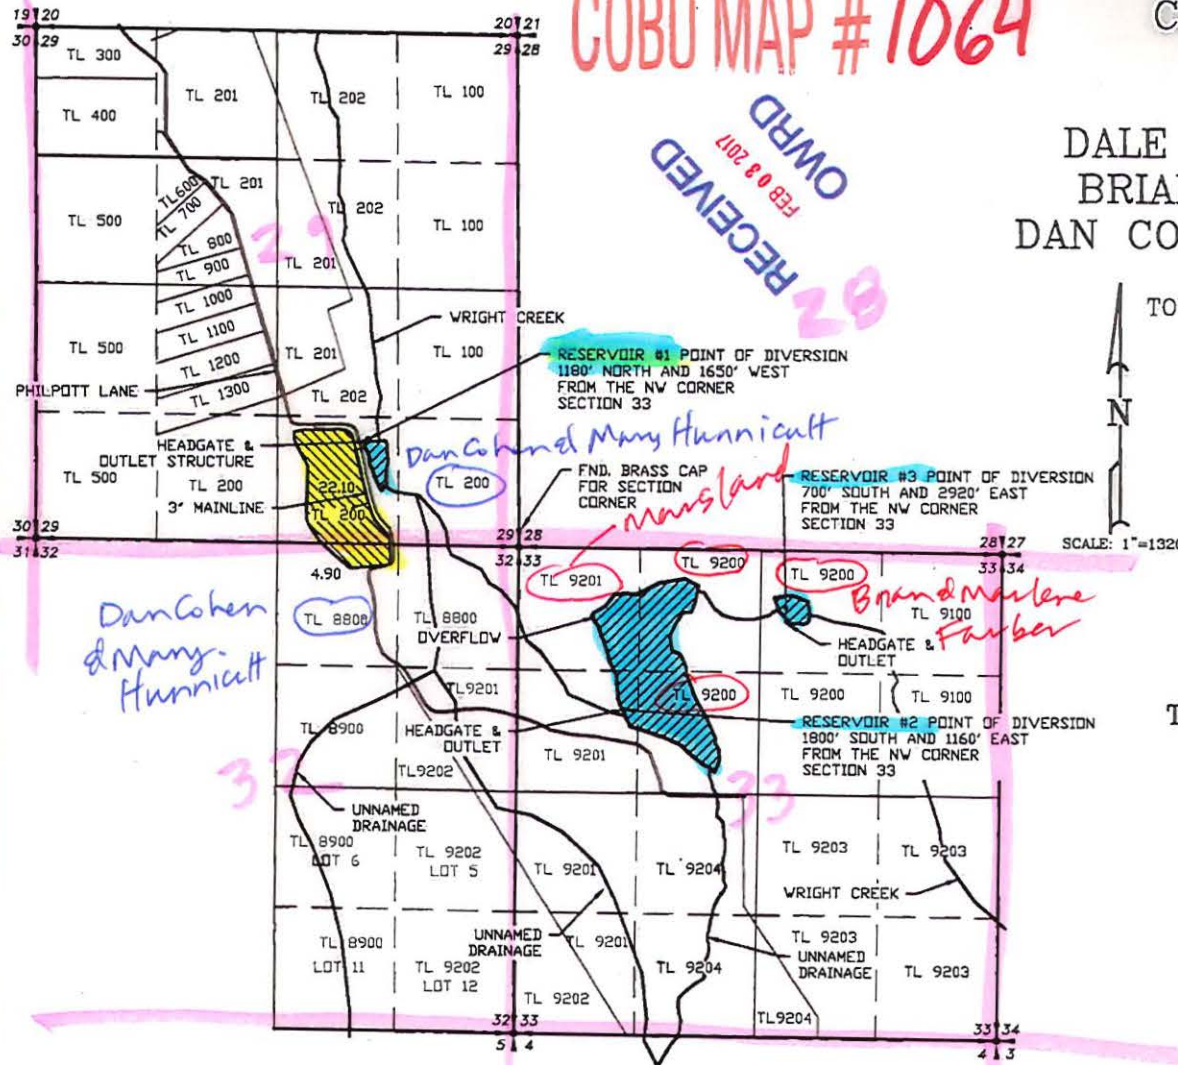 COBU MAP # 1064
C
RECEIVED
FEB 03 2017
OWRD
DALE
BRIA
DAN CO
TO
N
SCALE: 1"=1320
T
19 20
30 29
20 21
29 28
TL 300
TL 201
TL 202
TL 100
TL 400
TL 600
TL 201
TL 700
TL 202
TL 500
TL 100
TL 800
29
28
TL 900
TL 201
TL 1000
WRIGHT CREEK
TL 1100
TL 500
TL 201
TL 100
TL 1200
RESERVOIR #1 POINT OF DIVERSION
1180' NORTH AND 1650' WEST
FROM THE NW CORNER
SECTION 33
PHILPOTT LANE
TL 1300
TL 202
HEADGATE &
OUTLET STRUCTURE
Dan Cohen & Mary Hunnicutt
TL 500
TL 200
22.10
TL 200
FND. BRASS CAP
FOR SECTION
CORNER
Marsland
RESERVOIR #3 POINT OF DIVERSION
700' SOUTH AND 2920' EAST
FROM THE NW CORNER
SECTION 33
3" MAINLINE
TL 200
30 29
31 32
29 28
32 33
28 27
33 34
4.90
TL 9201
TL 9200
TL 9200
Brian & Marlene
Farber
TL 9100
Dan Cohen
& Mary
Hunnicutt
TL 8800
TL 8800
OVERFLOW
HEADGATE &
OUTLET
TL9201
TL 9200
TL 9200
TL 9100
TL 8900
HEADGATE &
OUTLET
TL 9201
RESERVOIR #2 POINT OF DIVERSION
1800' SOUTH AND 1160' EAST
FROM THE NW CORNER
SECTION 33
TL9202
32
33
UNNAMED
DRAINAGE
TL 8900
LOT 6
TL 9202
LOT 5
TL 9201
TL 9204
TL 9203
TL 9203
WRIGHT CREEK
UNNAMED
DRAINAGE
TL 9201
TL 9203
UNNAMED
DRAINAGE
TL 8900
LOT 11
TL 9202
LOT 12
TL 9204
TL 9203
TL 9202
TL9204
32 33
5 4
33 34
4 3